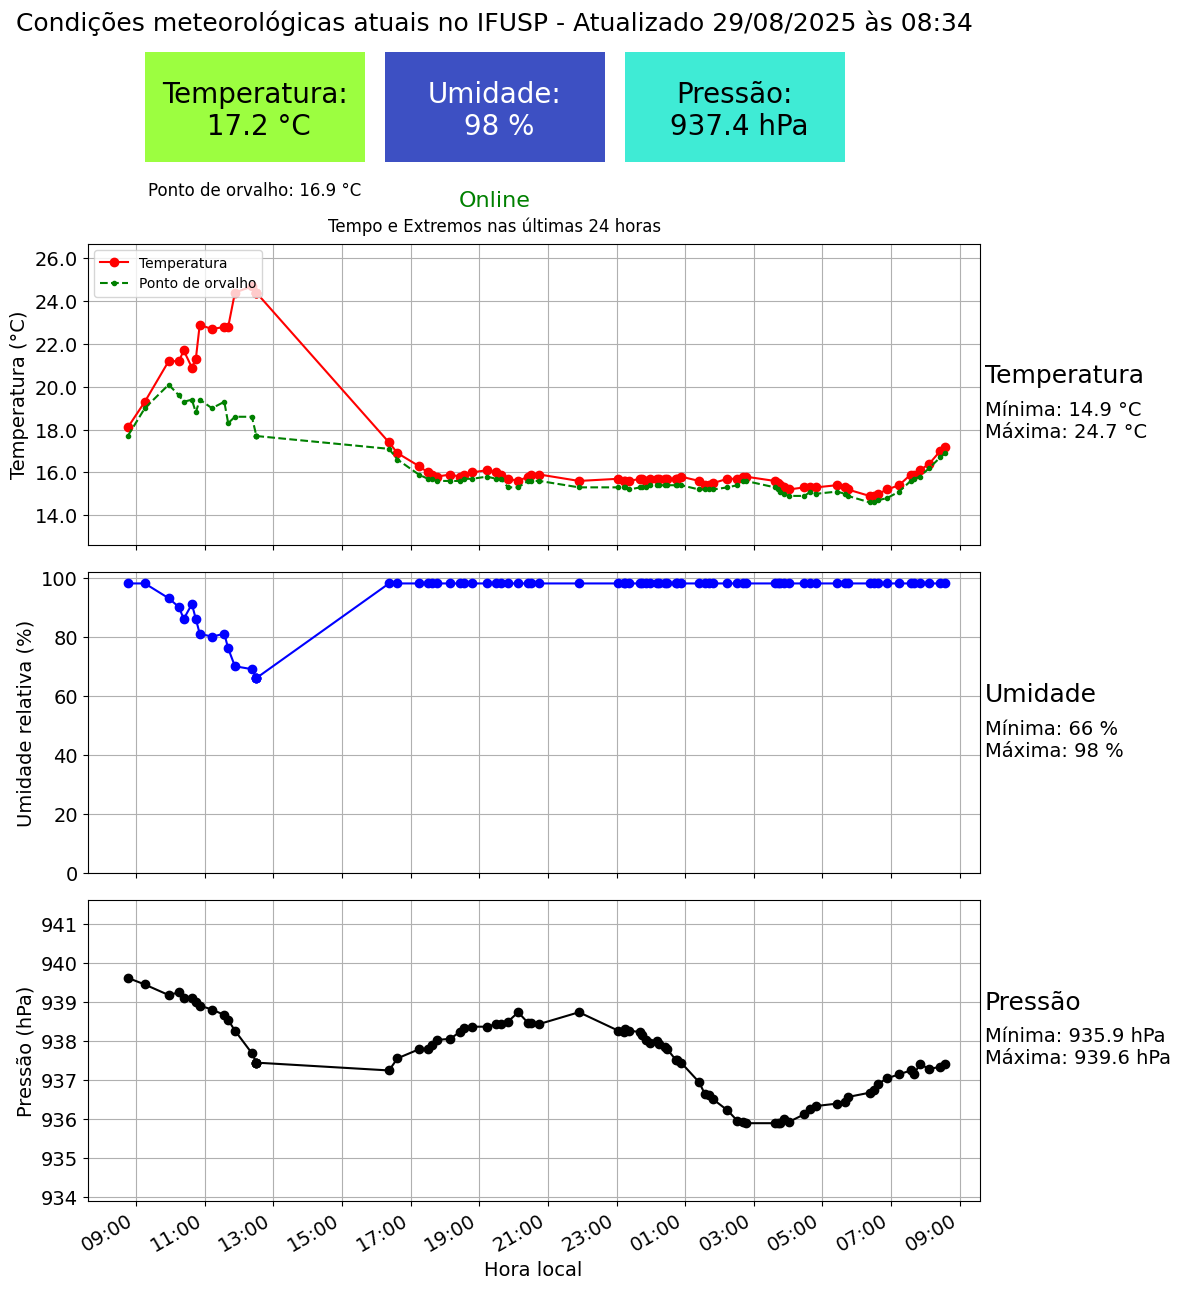 Condições meteorológicas atuais no IFUSP - Atualizado 29/08/2025 às 08:34
Temperatura:
17.2 °C
Umidade:
98 %
Pressão:
937.4 hPa
Ponto de orvalho: 16.9 °C
Online
Tempo e Extremos nas últimas 24 horas
Temperatura (°C)
26.0
24.0
22.0
20.0
18.0
16.0
14.0
Temperatura
Ponto de orvalho
Temperatura
Mínima: 14.9 °C
Máxima: 24.7 °C
Umidade relativa (%)
100
80
60
40
20
0
Umidade
Mínima: 66 %
Máxima: 98 %
Pressão (hPa)
941
940
939
938
937
936
935
934
Pressão
Mínima: 935.9 hPa
Máxima: 939.6 hPa
09:00 11:00 13:00 15:00 17:00 19:00 21:00 23:00 01:00 03:00 05:00 07:00 09:00
Hora local